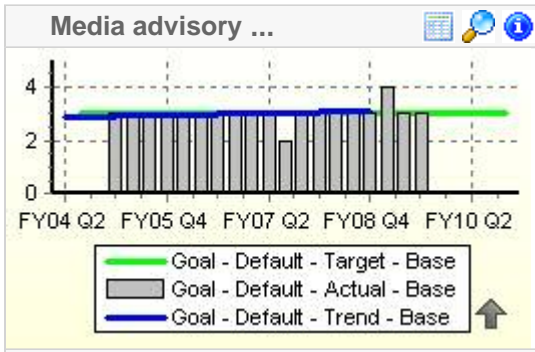 Media advisory ...
4
2
0
FY04 Q2 FY05 Q4 FY07 Q2 FY08 Q4 FY10 Q2
Goal - Default - Target - Base
Goal - Default - Actual - Base
Goal - Default - Trend - Base